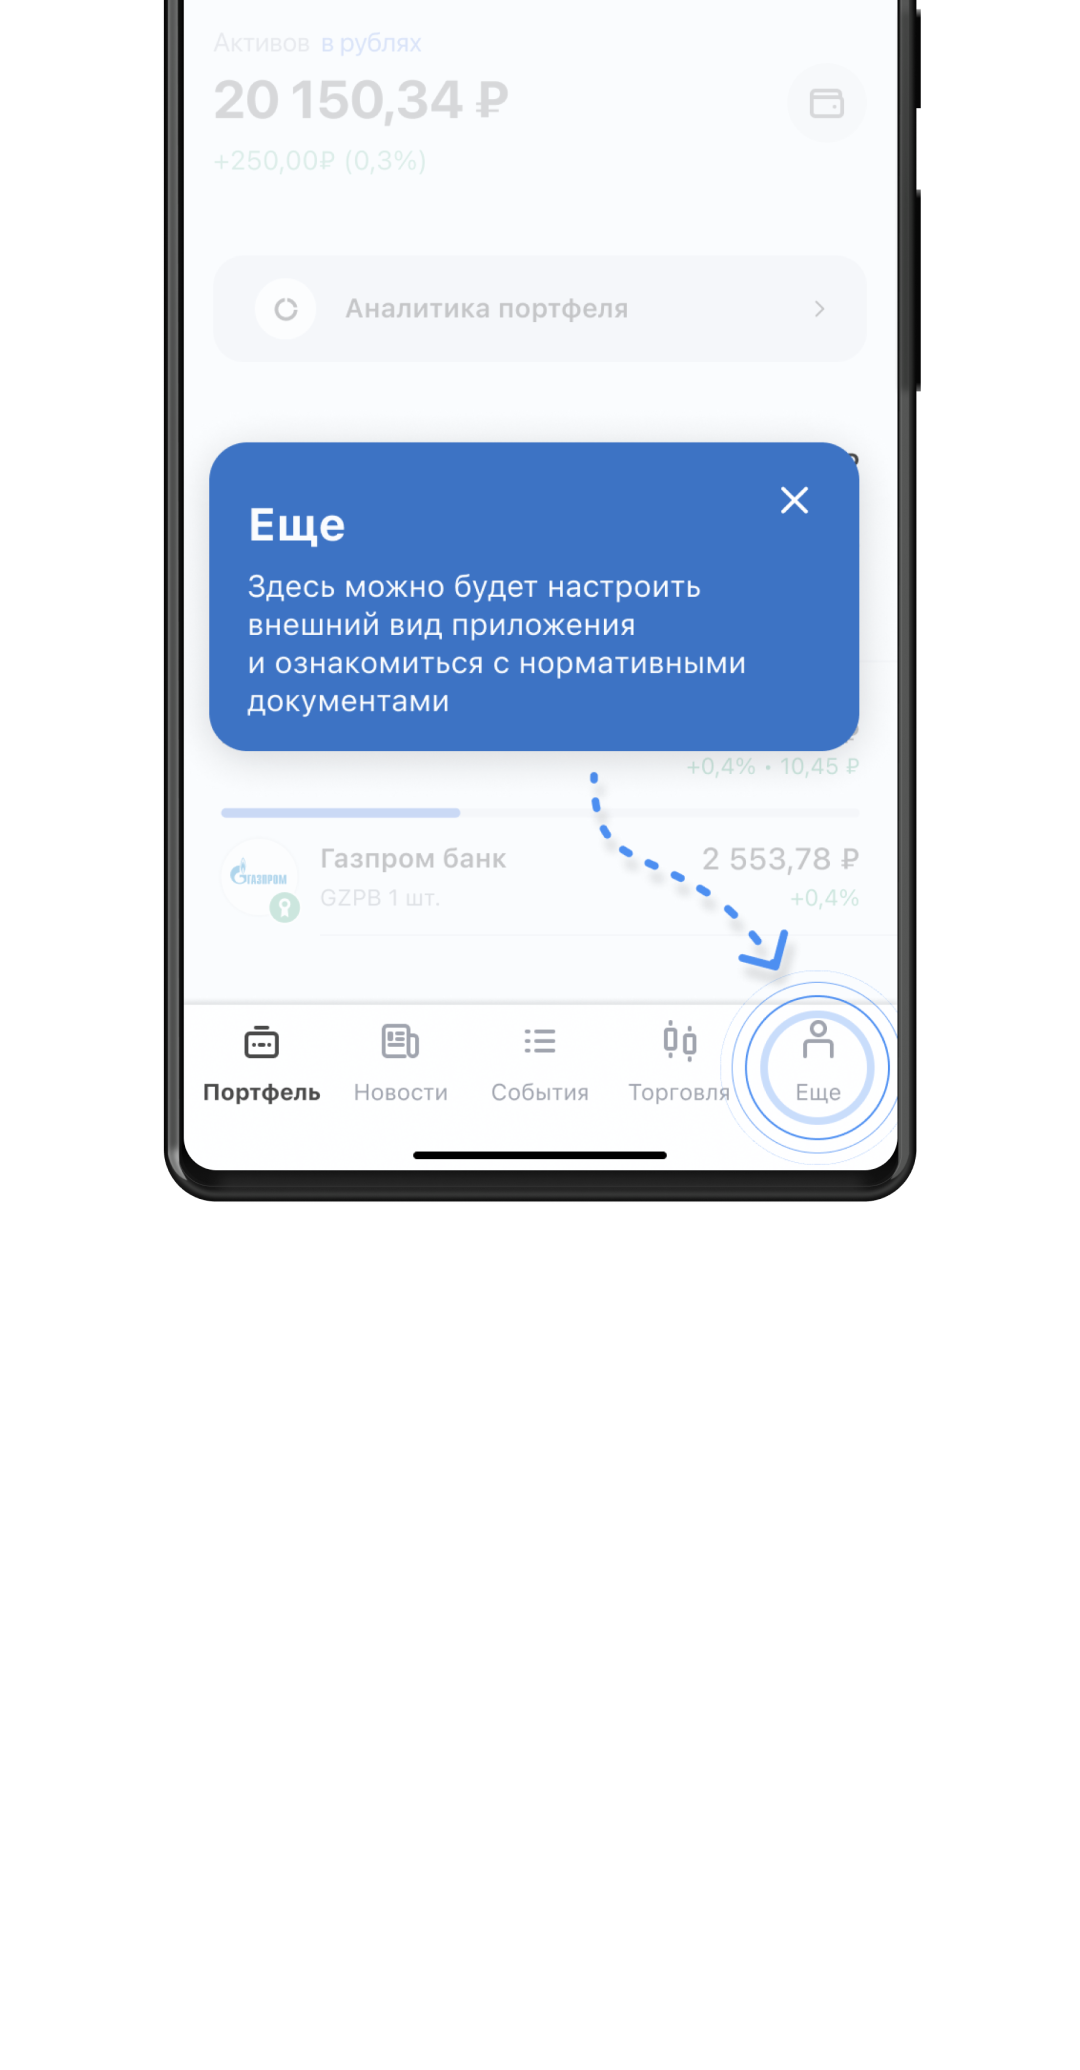 Активов в рублях
20 150,34 ₽
+250,00₽ (0,3%)
Аналитика портфеля
Еще
Здесь можно будет настроить
внешний вид приложения
и ознакомиться с нормативными
документами
+0,4% • 10,45 ₽
ГАЗПРОМ
Газпром банк
2 553,78 ₽
GZPB 1 шт.
+0,4%
Портфель
Новости
События
Торговля
Еще